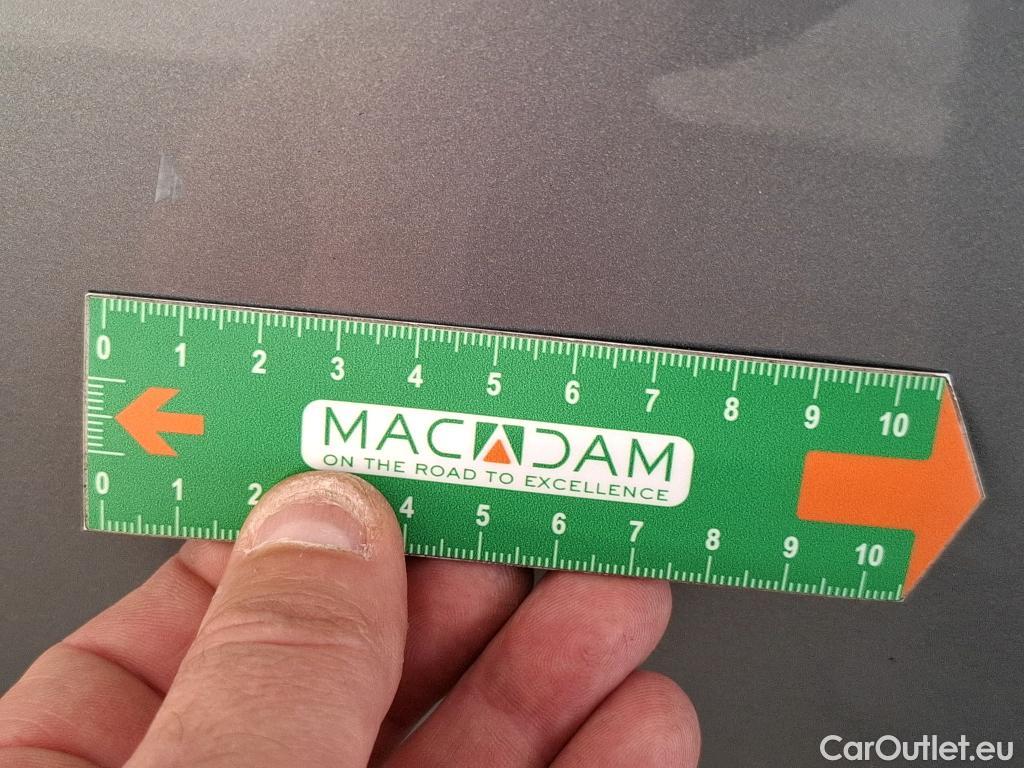 0 1 2 3 4 5 6 7 8 9 10
MACADAM
ON THE ROAD TO EXCELLENCE
0 1 2 4 5 6 7 8 9 10
CarOutlet.eu